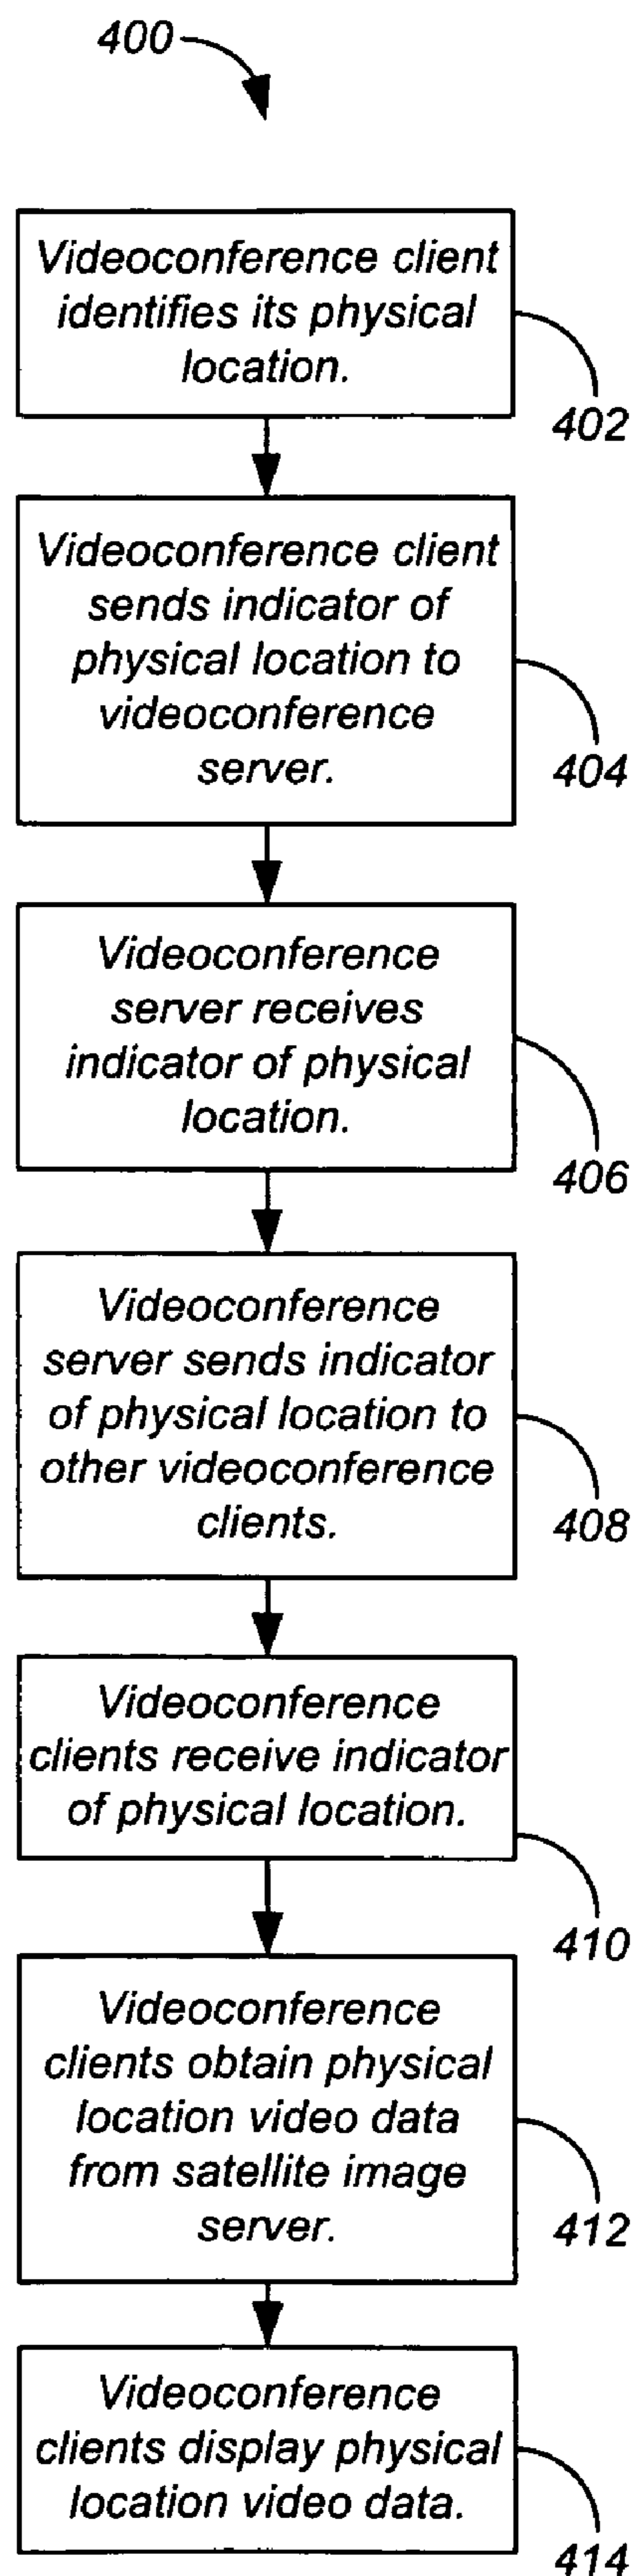 400
Videoconference client
identifies its physical
location.
402
Videoconference client
sends indicator of
physical location to
videoconference
server.
404
Videoconference
server receives
indicator of physical
location.
406
Videoconference
server sends indicator
of physical location to
other videoconference
clients.
408
Videoconference
clients receive indicator
of physical location.
410
Videoconference
clients obtain physical
location video data
from satellite image
server.
412
Videoconference
clients display physical
location video data.
414